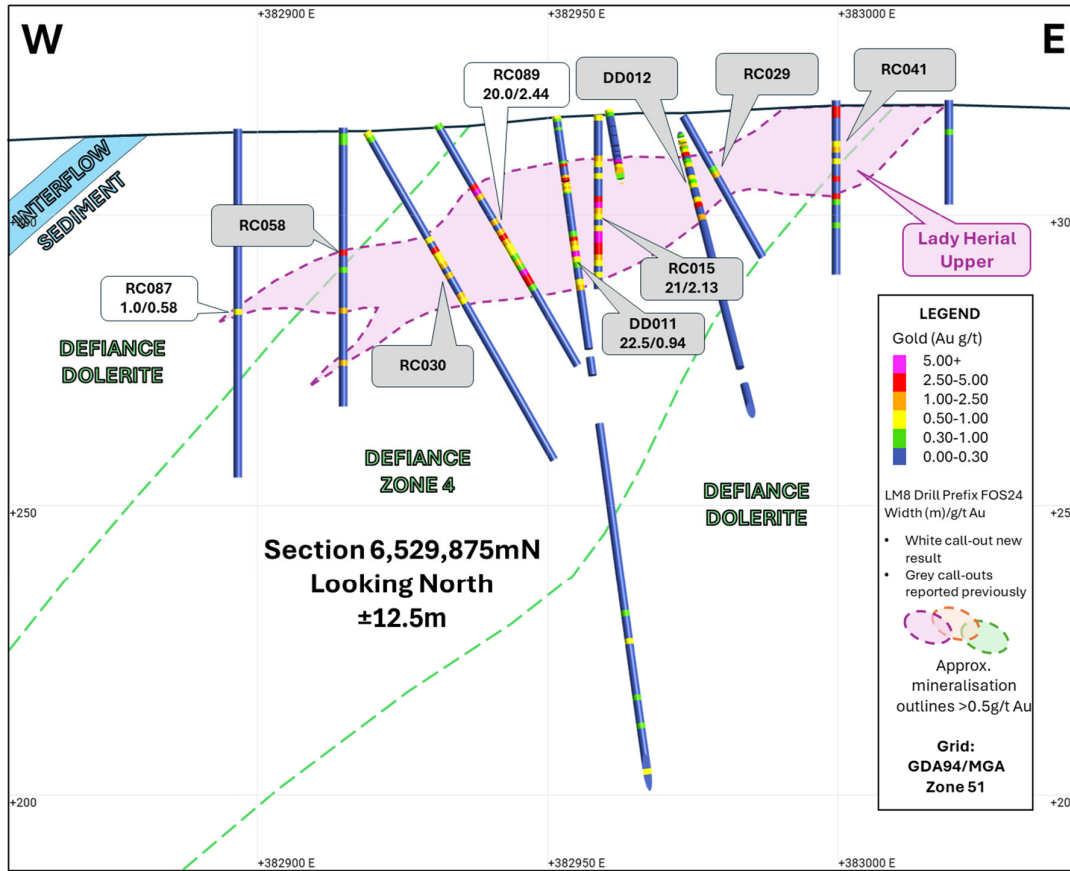 +382900 E
+382950 E
+383000 E
W
E
RC089
20.0/2.44
DD012
RC029
RC041
INTERFLOW
SEDIMENT
RC058
RC087
1.0/0.58
RC030
RC015
21/2.13
DD011
22.5/0.94
Lady Herial
Upper
DEFIANCE
DOLERITE
DEFIANCE
ZONE 4
DEFIANCE
DOLERITE
Section 6,529,875mN
Looking North
±12.5m
+30
+250
+25
+200
+20
LEGEND
Gold (Au g/t)
5.00+
2.50-5.00
1.00-2.50
0.50-1.00
0.30-1.00
0.00-0.30
LM8 Drill Prefix FOS24
Width (m)/g/t Au
• White call-out new
result
• Grey call-outs
reported previously
Approx.
mineralisation
outlines >0.5g/t Au
Grid:
GDA94/MGA
Zone 51
+382900 E
+382950 E
+383000 E